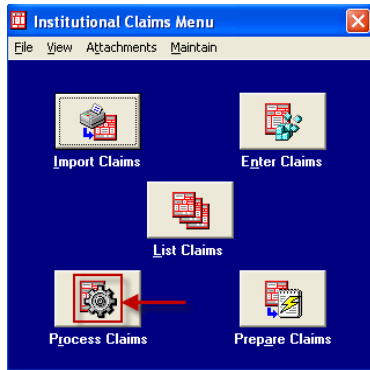 Institutional Claims Menu
File View Attachments Maintain
Import Claims Enter Claims
List Claims
Process Claims Prepare Claims